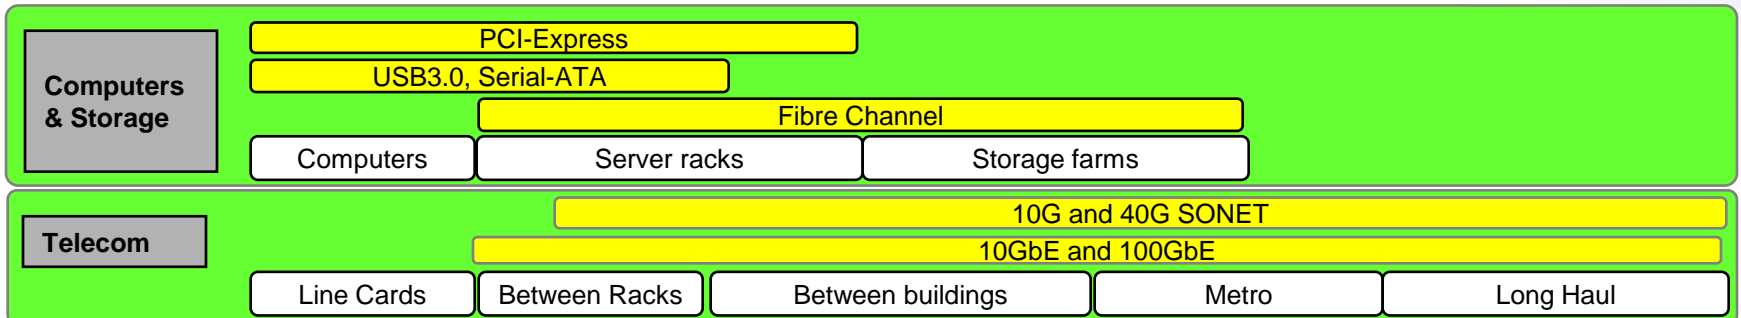 Computers
& Storage
PCI-Express
USB3.0, Serial-ATA
Fibre Channel
Computers Server racks Storage farms
Telecom
10G and 40G SONET
10GbE and 100GbE
Line Cards Between Racks Between buildings Metro Long Haul